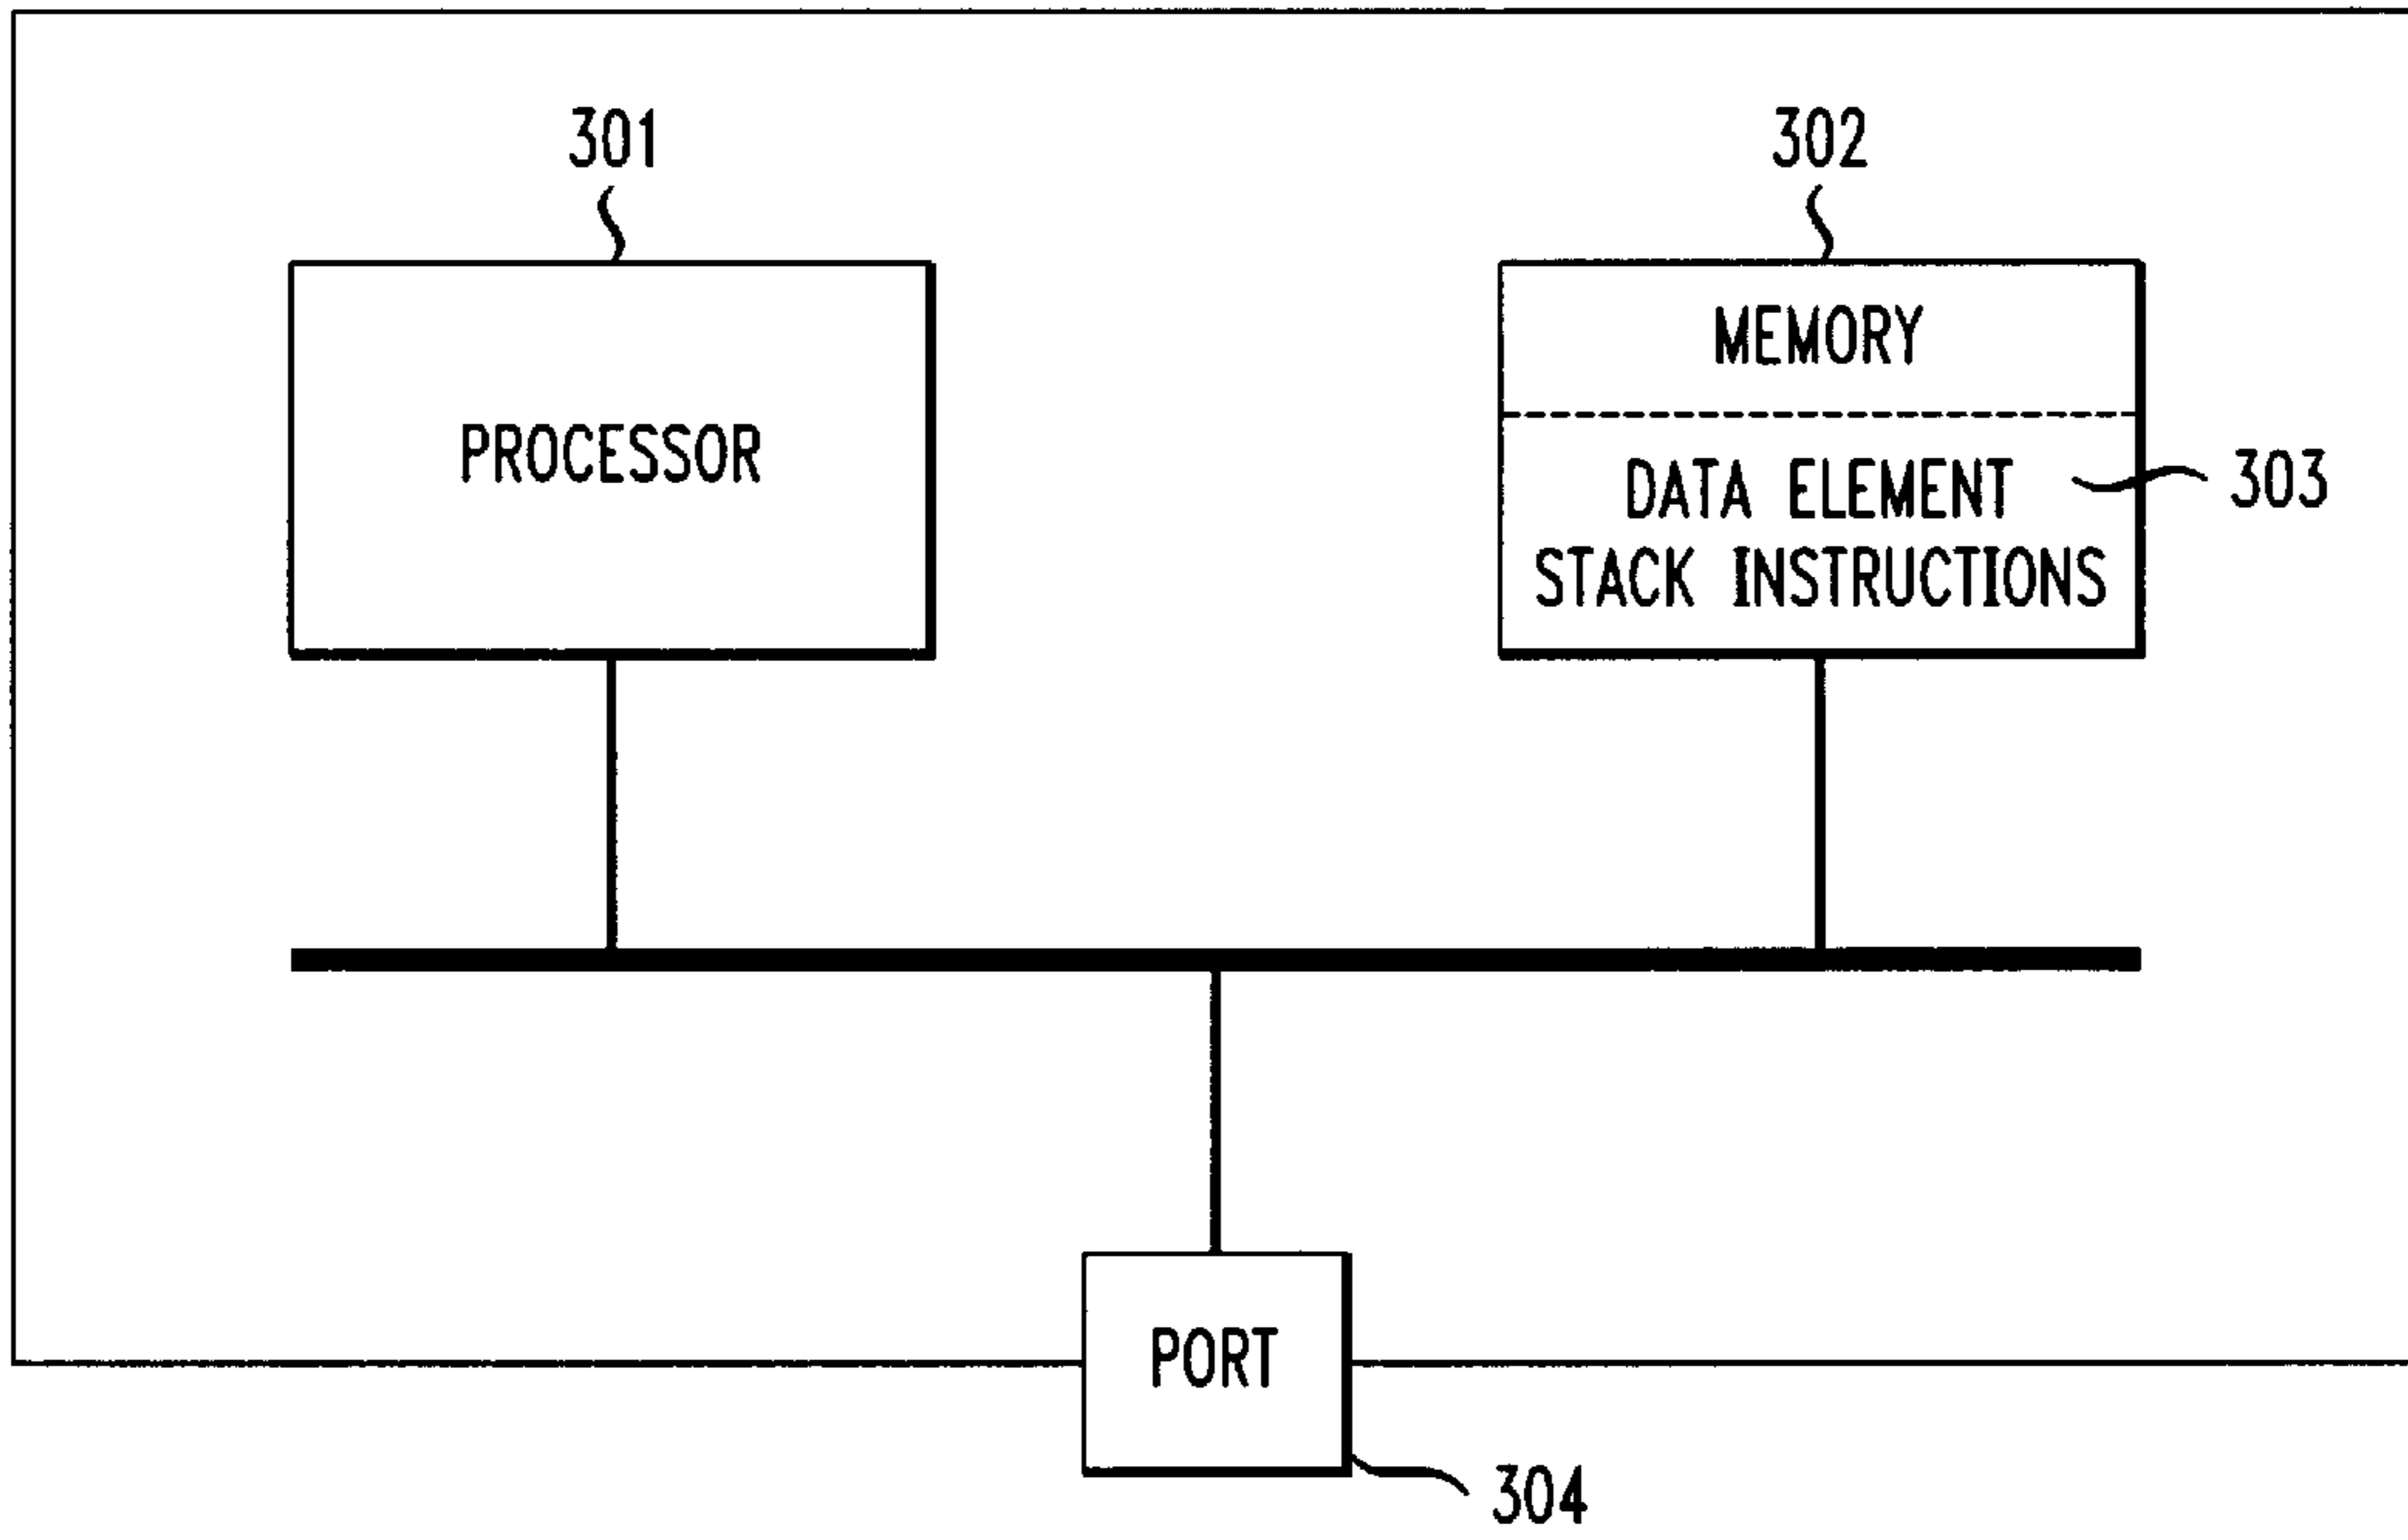 301
302
PROCESSOR
MEMORY
DATA ELEMENT
STACK INSTRUCTIONS
303
PORT
304